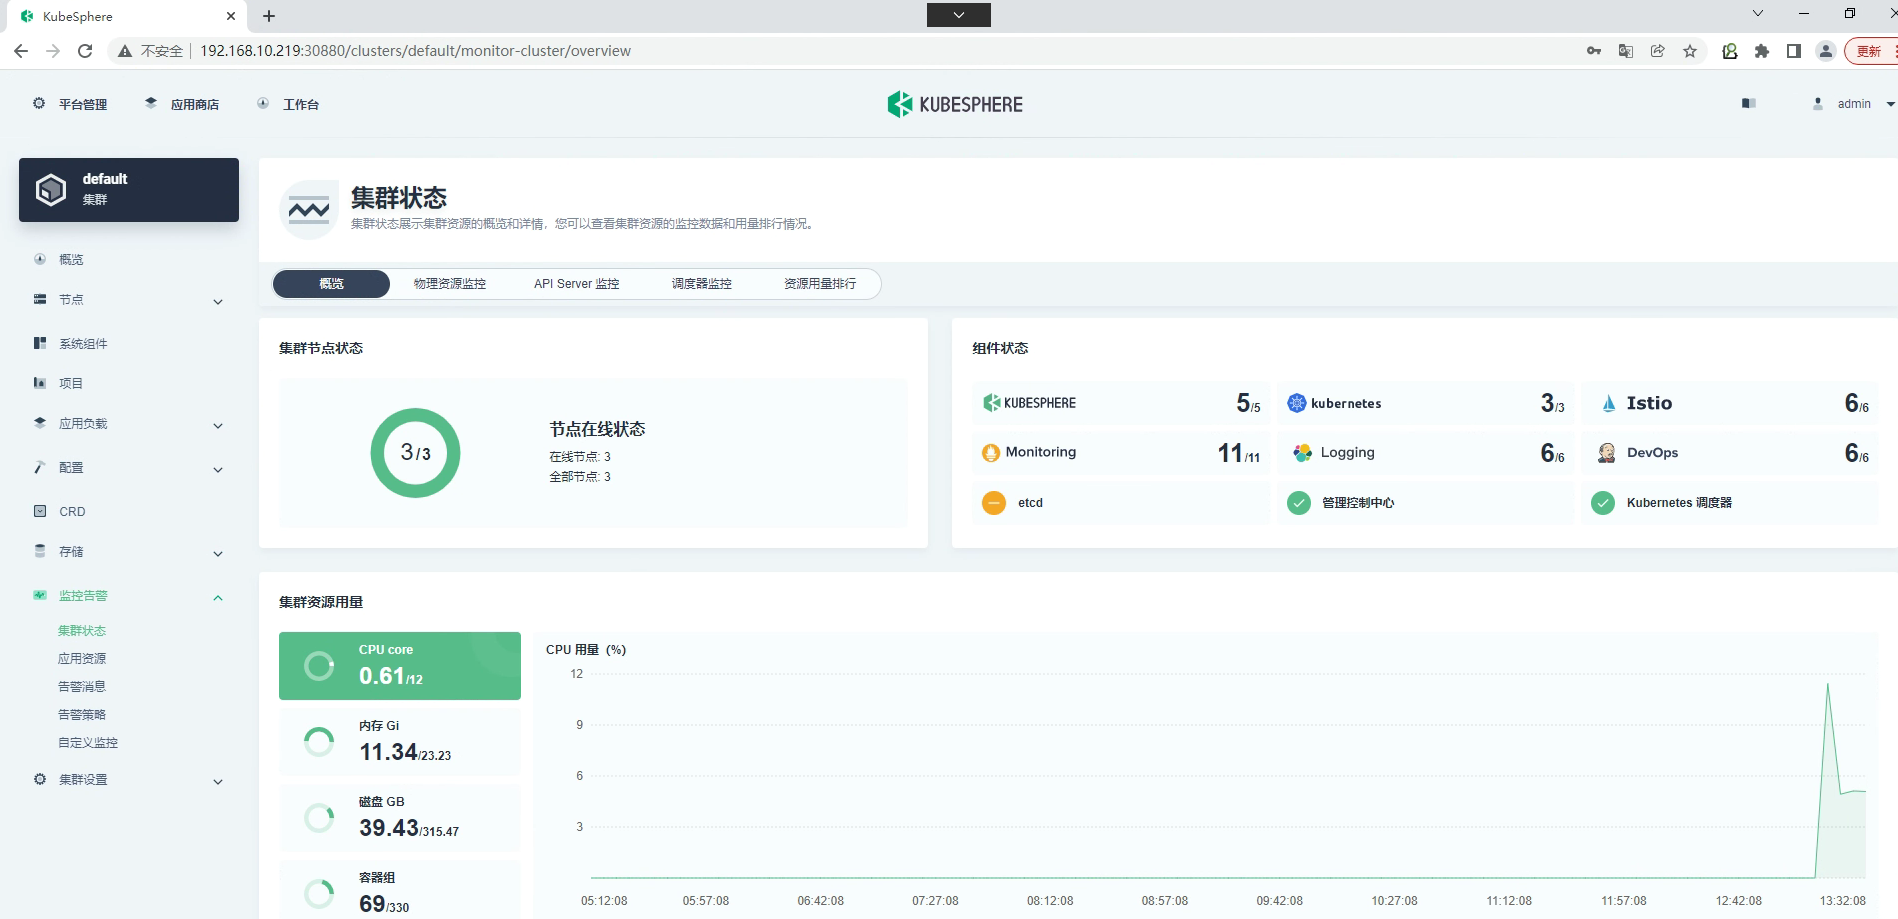 KubeSphere
不安全
192.168.10.219:30880/clusters/default/monitor-cluster/overview
更新
平台管理
应用商店
工作台
KUBESPHERE
admin
default
集群
概览
节点
系统组件
项目
应用负载
配置
CRD
存储
监控告警
集群状态
应用资源
告警消息
告警策略
自定义监控
集群设置
集群状态
集群状态展示集群资源的概览和详情，您可以查看集群资源的监控数据和用量排行情况。
概览
物理资源监控
API Server 监控
调度器监控
资源用量排行
集群节点状态
3/3
节点在线状态
在线节点: 3
全部节点: 3
组件状态
KUBESPHERE 5/5
kubernetes 3/3
Istio 6/6
Monitoring 11/11
Logging 6/6
DevOps 6/6
etcd
管理控制中心
Kubernetes 调度器
集群资源用量
CPU core
0.61/12
内存 Gi
11.34/23.23
磁盘 GB
39.43/315.47
容器组
69/330
CPU 用量（%）
12
9
6
3
05:12:08 05:57:08 06:42:08 07:27:08 08:12:08 08:57:08 09:42:08 10:27:08 11:12:08 11:57:08 12:42:08 13:32:08